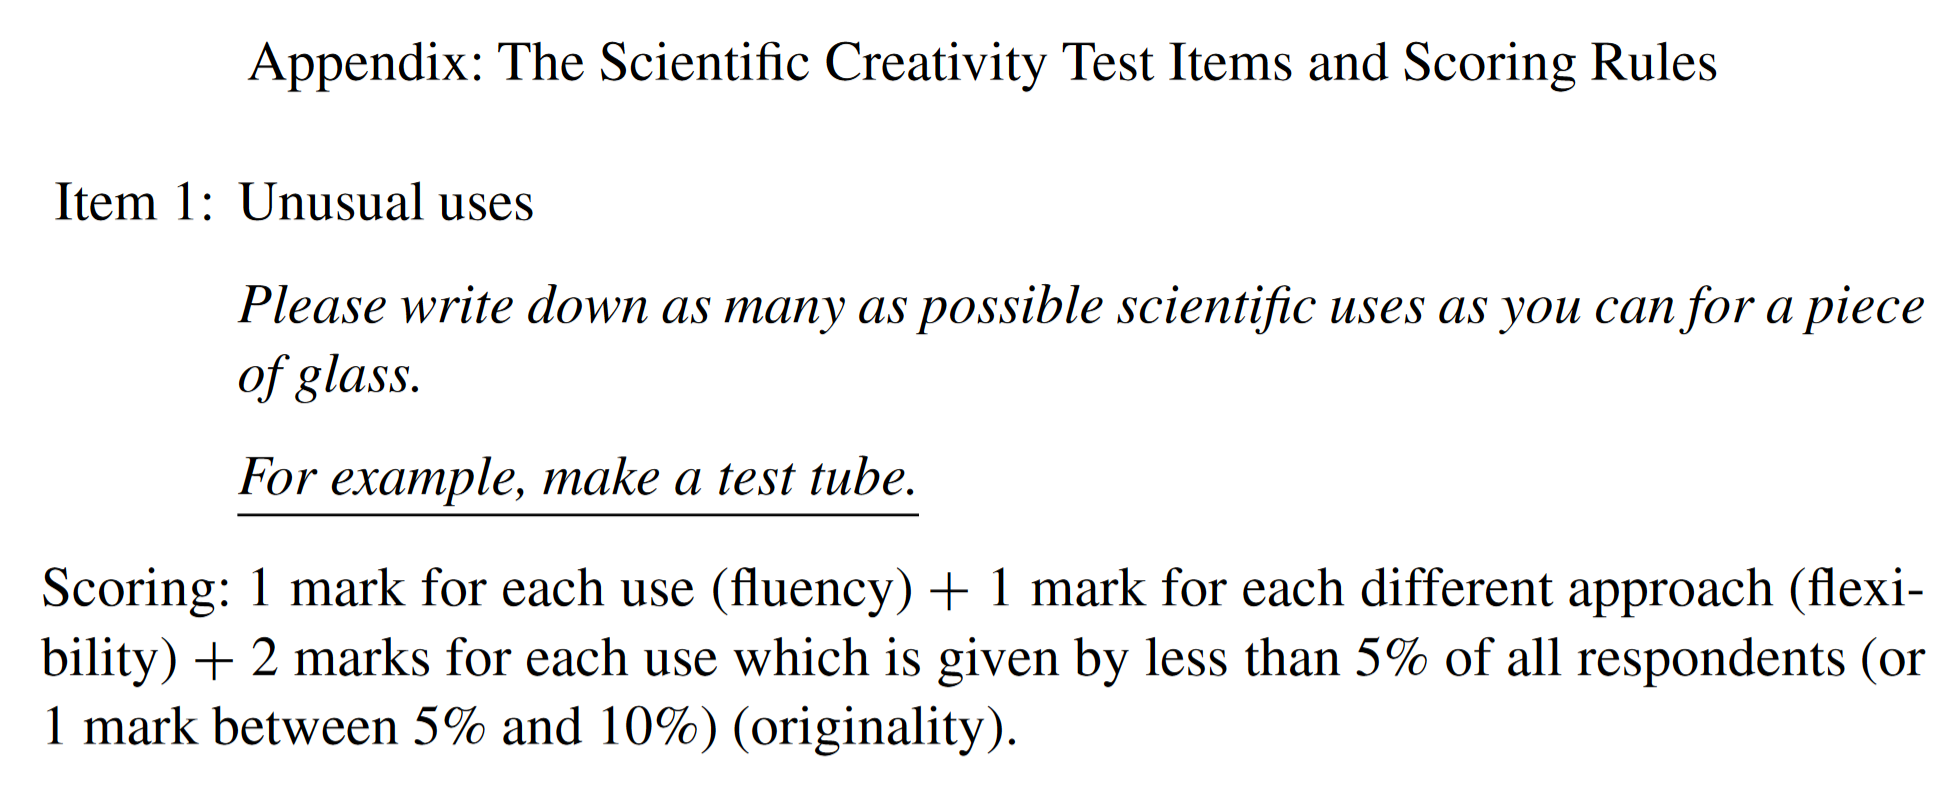 Appendix: The Scientific Creativity Test Items and Scoring Rules
Item 1: Unusual uses
Please write down as many as possible scientific uses as you can for a piece
of glass.
For example, make a test tube.
Scoring: 1 mark for each use (fluency) + 1 mark for each different approach (flexi-
bility) + 2 marks for each use which is given by less than 5% of all respondents (or
1 mark between 5% and 10%) (originality).